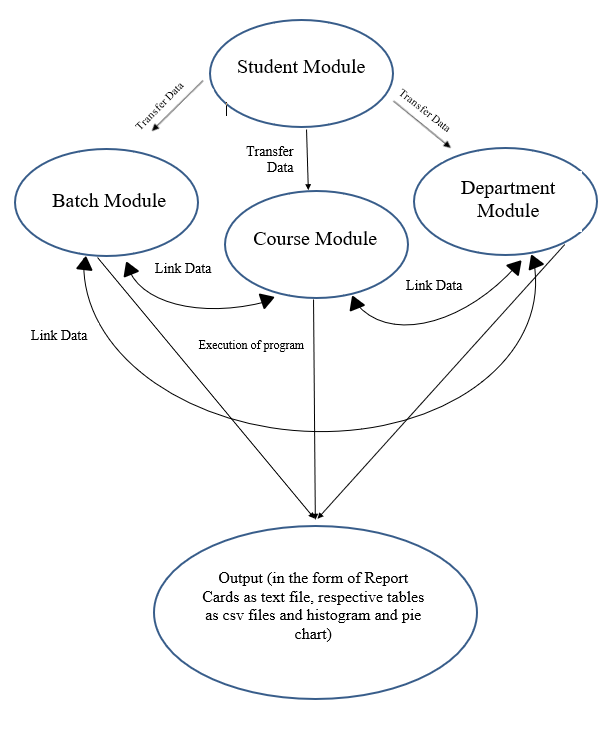 Student Module
Transfer Data
Transfer Data
Transfer
Data
Batch Module
Department
Module
Course Module
Link Data
Link Data
Link Data
Execution of program
Output (in the form of Report
Cards as text file, respective tables
as csv files and histogram and pie
chart)